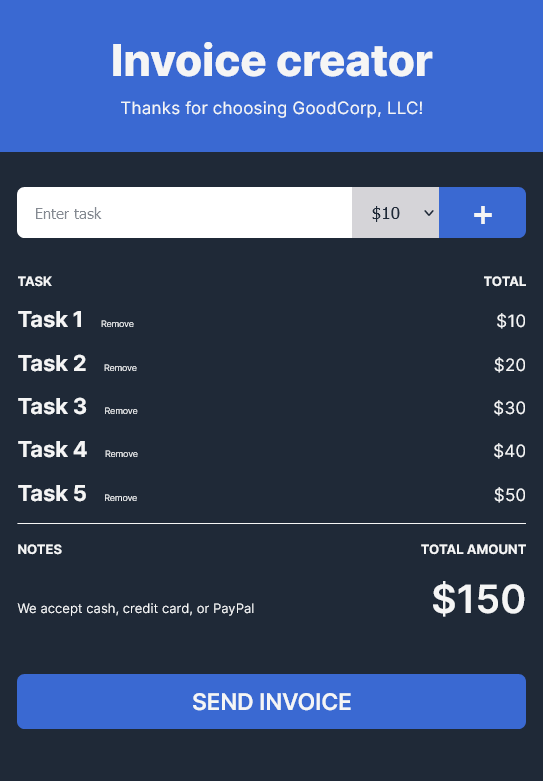 Invoice creator
Thanks for choosing GoodCorp, LLC!
Enter task $10 +
TASK TOTAL
Task 1 Remove $10
Task 2 Remove $20
Task 3 Remove $30
Task 4 Remove $40
Task 5 Remove $50
NOTES TOTAL AMOUNT
We accept cash, credit card, or PayPal $150
SEND INVOICE